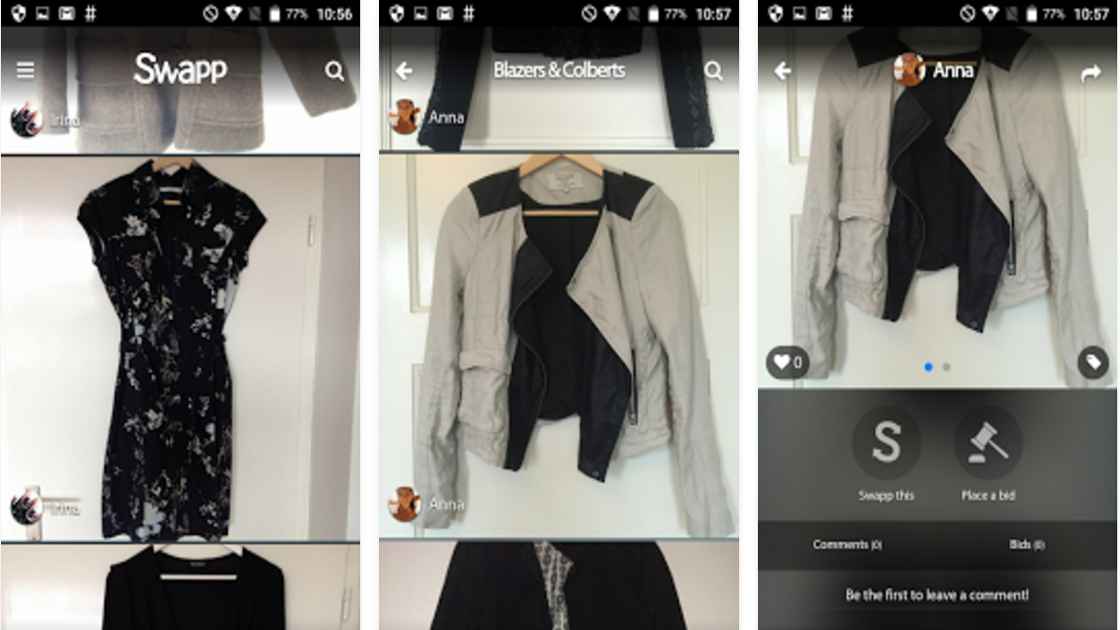 77% 10:56
Swapp
Irina
Irina
77% 10:57
Blazers & Colberts
Anna
Anna
77% 10:57
Anna
0
Swapp this
Place a bid
Comments (0)
Bids (0)
Be the first to leave a comment!